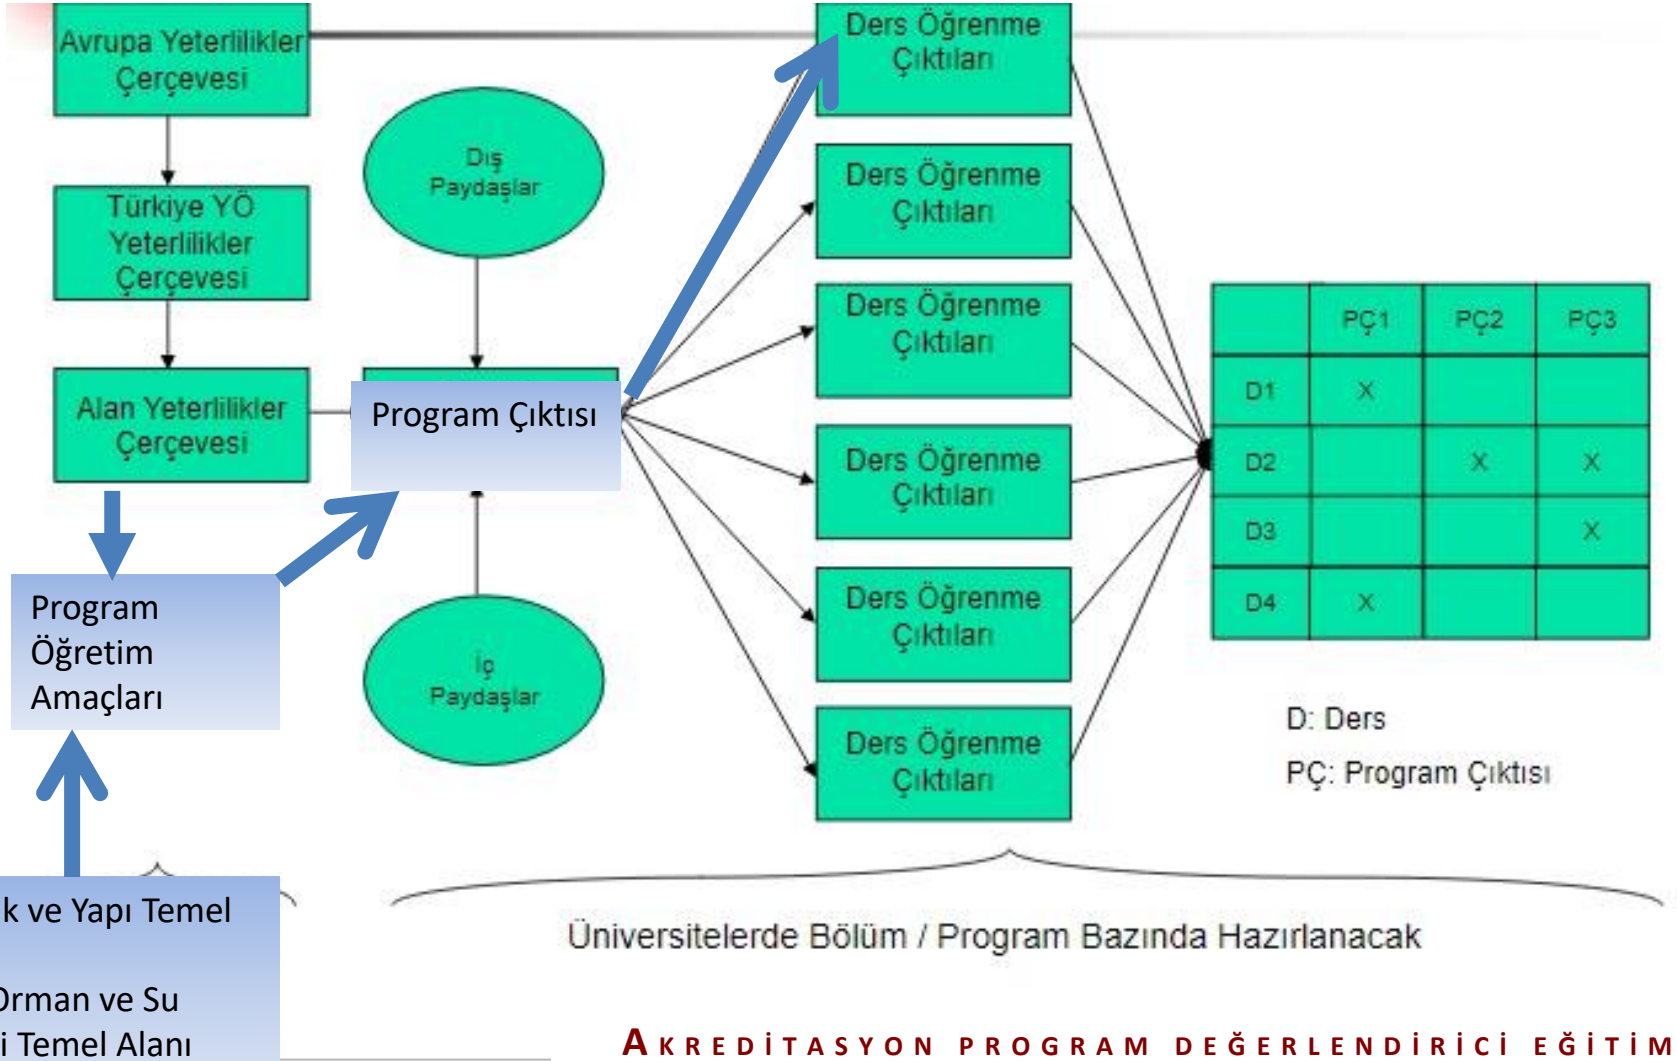 Avrupa Yeterlilikler
Çerçevesi
Türkiye YÖ
Yeterlilikler
Çerçevesi
Alan Yeterlilikler
Çerçevesi
Program
Öğretim
Amaçları
k ve Yapı Temel
Orman ve Su
i Temel Alanı
Dış
Paydaşlar
Program Çıktısı
İç
Paydaşlar
Ders Öğrenme
Çıktıları
Ders Öğrenme
Çıktıları
Ders Öğrenme
Çıktıları
Ders Öğrenme
Çıktıları
Ders Öğrenme
Çıktıları
Ders Öğrenme
Çıktıları
PÇ1 PÇ2 PÇ3
D1 X
D2 X X
D3 X
D4 X
D: Ders
PÇ: Program Çıktısı
Üniversitelerde Bölüm / Program Bazında Hazırlanacak
AKREDİTASYON PROGRAM DEĞERLENDİRİCİ EĞİTİM